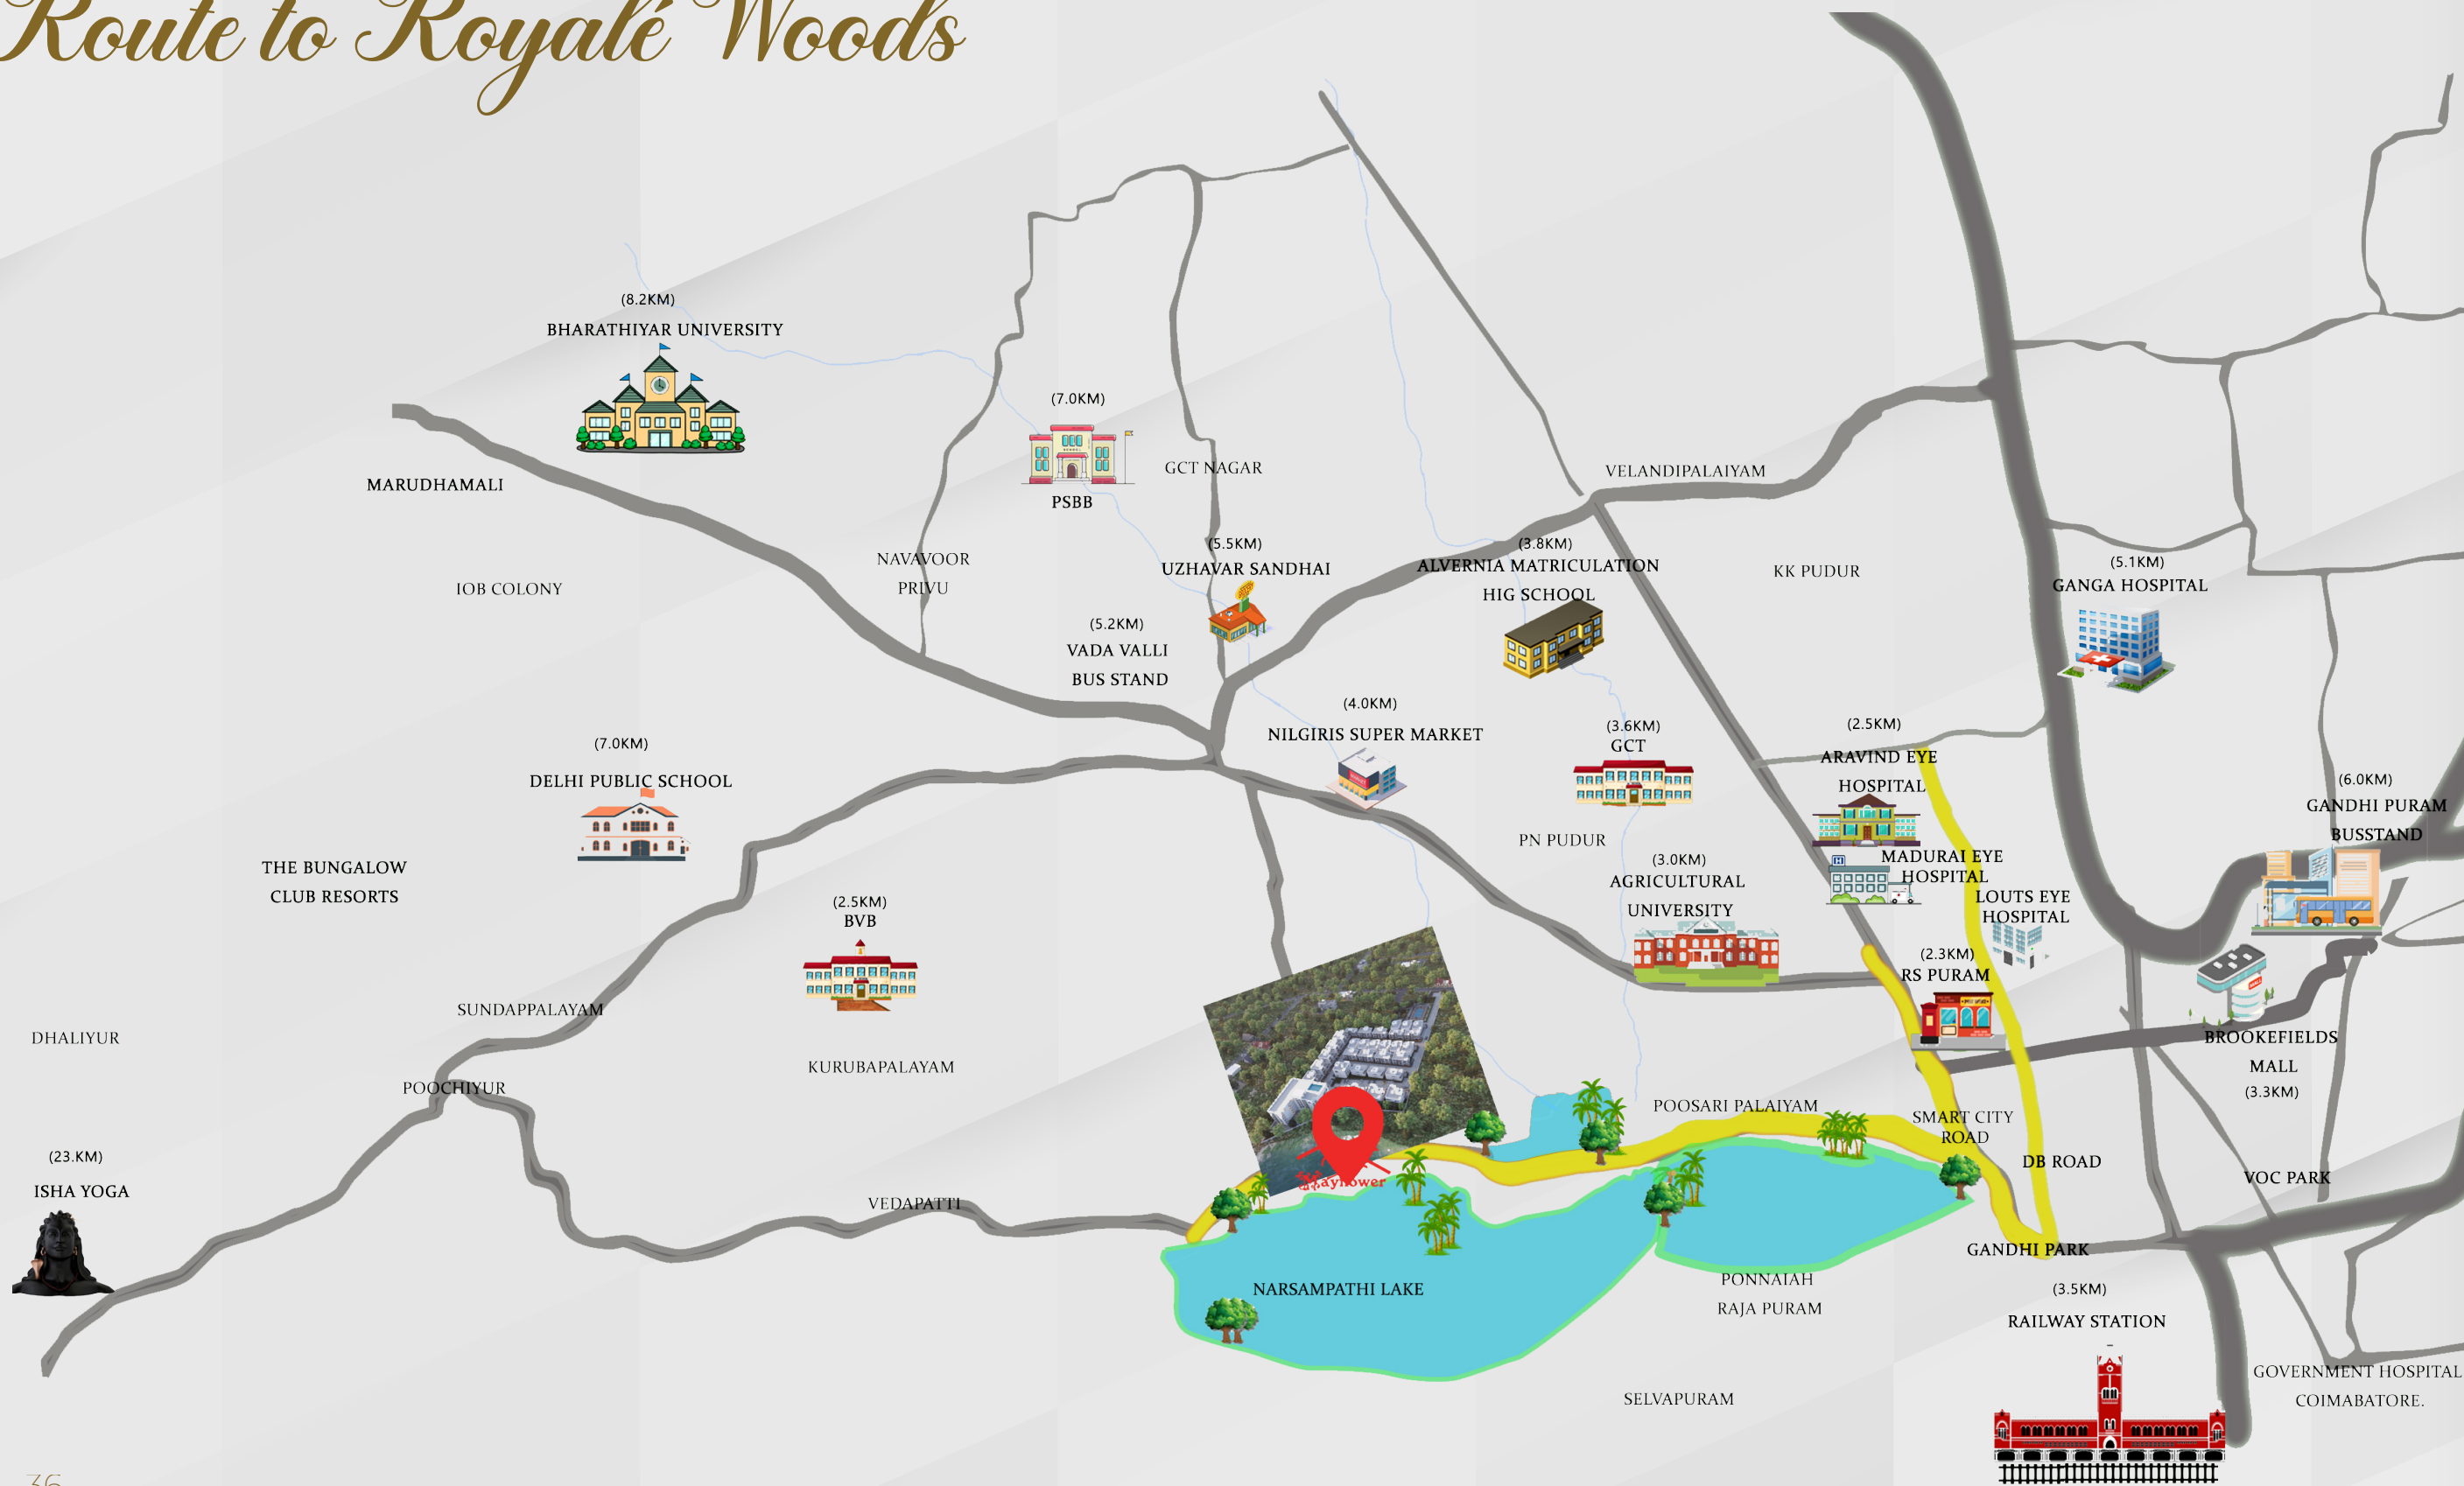 Route to Royalé Woods
(8.2KM)
BHARATHIYAR UNIVERSITY
MARUDHAMALI
IOB COLONY
(7.0KM)
PSBB
GCT NAGAR
NAVAVOOR
PRIVU
(5.5KM)
UZHAVAR SANDHAI
(5.2KM)
VADA VALLI
BUS STAND
(3.8KM)
ALVERNIA MATRICULATION
HIG SCHOOL
VELANDIPALAIYAM
KK PUDUR
(5.1KM)
GANGA HOSPITAL
(4.0KM)
NILGIRIS SUPER MARKET
(3.6KM)
GCT
PN PUDUR
(3.0KM)
AGRICULTURAL
UNIVERSITY
(2.5KM)
ARAVIND EYE
HOSPITAL
MADURAI EYE
HOSPITAL
LOUTS EYE
HOSPITAL
(2.3KM)
RS PURAM
(6.0KM)
GANDHI PURAM
BUSSTAND
BROOKEFIELDS
MALL
(3.3KM)
(7.0KM)
DELHI PUBLIC SCHOOL
THE BUNGALOW
CLUB RESORTS
(2.5KM)
BVB
SUNDAPPALAYAM
DHALIYUR
KURUBAPALAYAM
POOCHIYUR
(23.KM)
ISHA YOGA
VEDAPATTI
Mayflower
NARSAMPATHI LAKE
POOSARI PALAIYAM
SMART CITY
ROAD
DB ROAD
VOC PARK
GANDHI PARK
PONNAIAH
RAJA PURAM
(3.5KM)
RAILWAY STATION
SELVAPURAM
GOVERNMENT HOSPITAL
COIMABATORE.
36